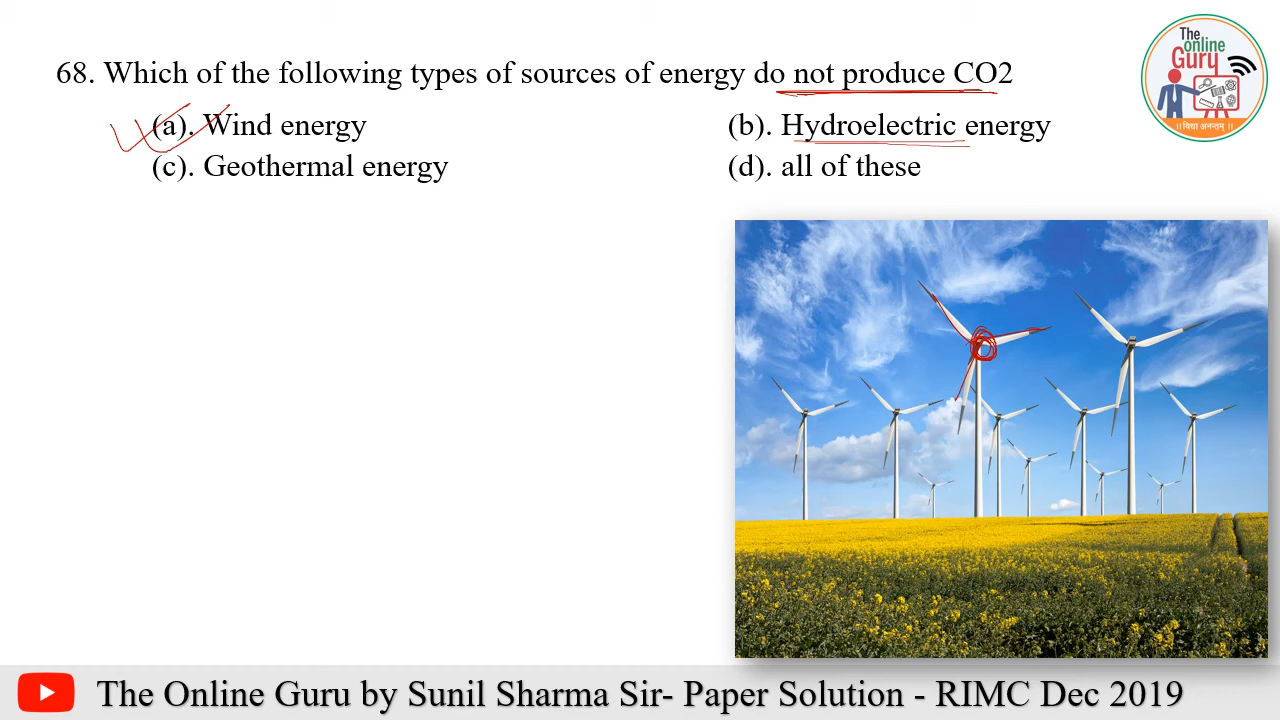 68. Which of the following types of sources of energy do not produce CO2
(a). Wind energy
(b). Hydroelectric energy
(c). Geothermal energy
(d). all of these
The
online
Guru
।। विद्या अनन्तम् ।।
The Online Guru by Sunil Sharma Sir- Paper Solution - RIMC Dec 2019